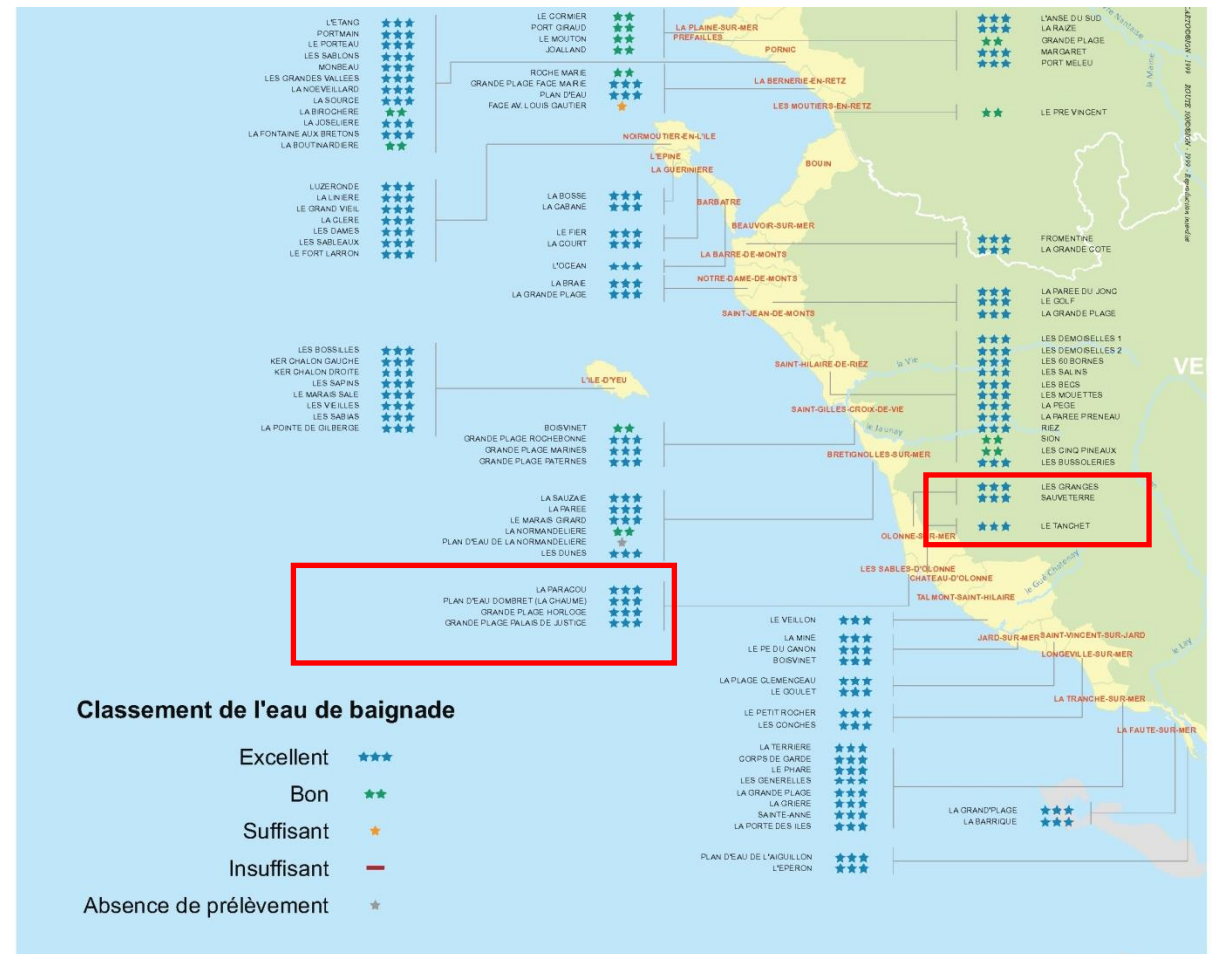 L'ETANG
PORTMAIN
LE PORTEAU
LES SABLONS
MONBEAU
LES GRANDES VALLEES
LA NOEVEILLARD
LA SOURCE
LA BIROCHERE
LA JOSELIERE
LA FONTAINE AUX BRETONS
LA BOUTINARDIERE
LE CORMIER
PORT GIRAUD
LE MOUTON
JOALLAND
LA PLAINE-SUR-MER
PREFAILLES
PORNIC
ROCHE MARIE
GRANDE PLAGE FACE MAIRIE
PLAN D'EAU
FACE AV. LOUIS GAUTIER
LA BERNERIE-EN-RETZ
LES MOUTIERS-EN-RETZ
L'ANSE DU SUD
LA RAIZE
GRANDE PLAGE
MARGARET
PORT MELEU
LE PRE VINCENT
la Maine
NOIRMOUTIER-EN-L'ILE
L'EPINE
LA GUERINIERE
BOUIN
BARBATRE
BEAUVOIR-SUR-MER
LA BARRE-DE-MONTS
NOTRE-DAME-DE-MONTS
SAINT-JEAN-DE-MONTS
LUZERONDE
LA LINIERE
LE GRAND VIEIL
LA CLERE
LES DAMES
LES SABLEAUX
LE FORT LARRON
LA BOSSE
LA CABANE
LE FIER
LA COURT
L'OCEAN
LA BRAIE
LA GRANDE PLAGE
FROMENTINE
LA GRANDE COTE
LA PAREE DU JONC
LE GOLF
LA GRANDE PLAGE
LES BOSSILLES
KER CHALON GAUCHE
KER CHALON DROITE
LES SAPINS
LE MARAIS SALE
LES VIEILLES
LES SABIAS
LA POINTE DE GILBERGE
L'ILE-D'YEU
SAINT-HILAIRE-DE-RIEZ
la Vie
VE
SAINT-GILLES-CROIX-DE-VIE
le Jaunay
BRETIGNOLLES-SUR-MER
LES DEMOISELLES 1
LES DEMOISELLES 2
LES 60 BORNES
LES SALINS
LES BECS
LES MOUETTES
LA PEGE
LA PAREE PRENEAU
RIEZ
SION
LES CINQ PINEAUX
LES BUSSOLERIES
BOISVINET
GRANDE PLAGE ROCHEBONNE
GRANDE PLAGE MARINES
GRANDE PLAGE PATERNES
LES GRANGES
SAUVETERRE
LE TANCHET
LA SAUZAIE
LA PAREE
LE MARAIS GIRARD
LA NORMANDELIERE
PLAN D'EAU DE LA NORMANDELIERE
LES DUNES
OLONNE-SUR-MER
LES SABLES-D'OLONNE
CHATEAU-D'OLONNE
TALMONT-SAINT-HILAIRE
le Gué Chatenay
LA PARACOU
PLAN D'EAU DOMBRET (LA CHAUME)
GRANDE PLAGE HORLOGE
GRANDE PLAGE PALAIS DE JUSTICE
LE VEILLON
LA MINE
LE PE DU CANON
BOISVINET
JARD-SUR-MER
SAINT-VINCENT-SUR-JARD
LONGEVILLE-SUR-MER
le Lay
LA PLAGE CLEMENCEAU
LE GOULET
LA TRANCHE-SUR-MER
LE PETIT ROCHER
LES CONCHES
LA FAUTE-SUR-MER
LA TERRIERE
CORPS DE GARDE
LE PHARE
LES GENERELLES
LA GRANDE PLAGE
LA GRIERE
SAINTE-ANNE
LA PORTE DES ILES
LA GRAND'PLAGE
LA BARRIQUE
PLAN D'EAU DE L'AIGUILLON
L'EPERON
Classement de l'eau de baignade
Excellent
Bon
Suffisant
Insuffisant
Absence de prélèvement